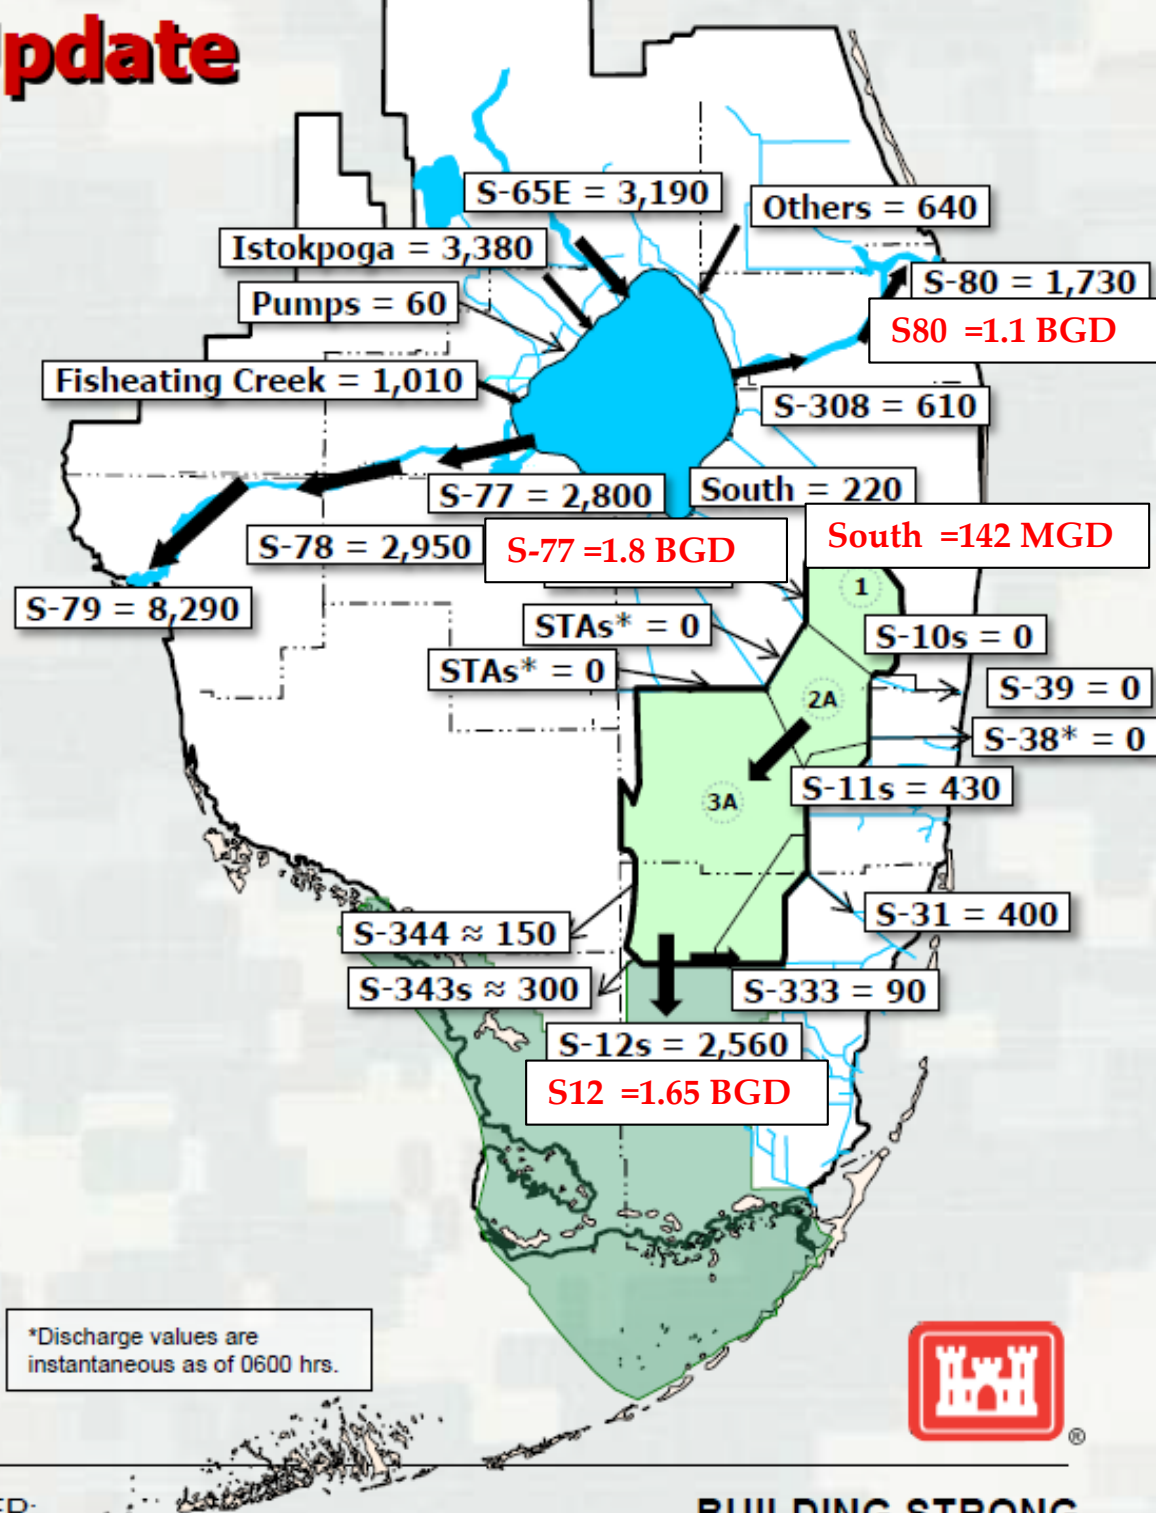 S-65E = 3,190
Others = 640
Istokpoga = 3,380
S-80 = 1,730
Pumps = 60
S80 =1.1 BGD
Fisheating Creek = 1,010
S-308 = 610
S-77 = 2,800
South = 220
S-78 = 2,950
S-77 =1.8 BGD
South =142 MGD
S-79 = 8,290
1
STAs* = 0
S-10s = 0
STAs* = 0
S-39 = 0
2A
S-38* = 0
S-11s = 430
3A
S-31 = 400
S-344 ≈ 150
S-343s ≈ 300
S-333 = 90
S-12s = 2,560
S12 =1.65 BGD
*Discharge values are
instantaneous as of 0600 hrs.
®
BUILDING STRONG